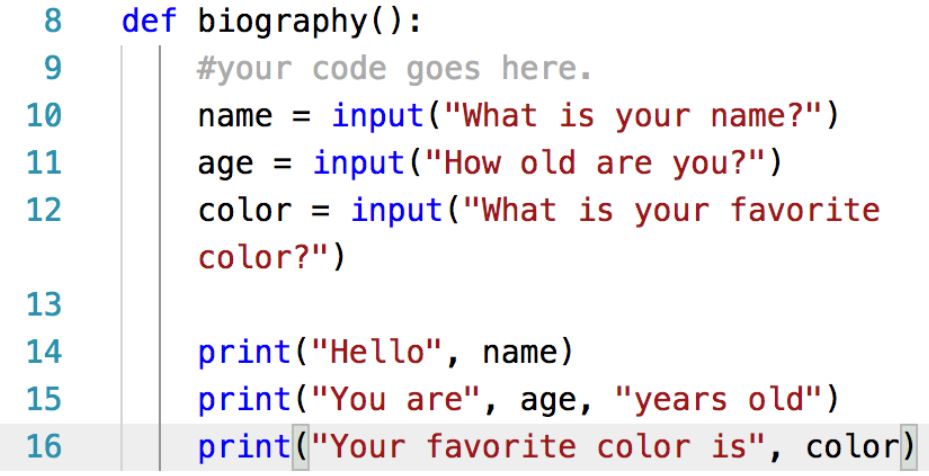 8 def biography():
9 #your code goes here.
10 name = input("What is your name?")
11 age = input("How old are you?")
12 color = input("What is your favorite
color?")
13
14 print("Hello", name)
15 print("You are", age, "years old")
16 print("Your favorite color is", color)